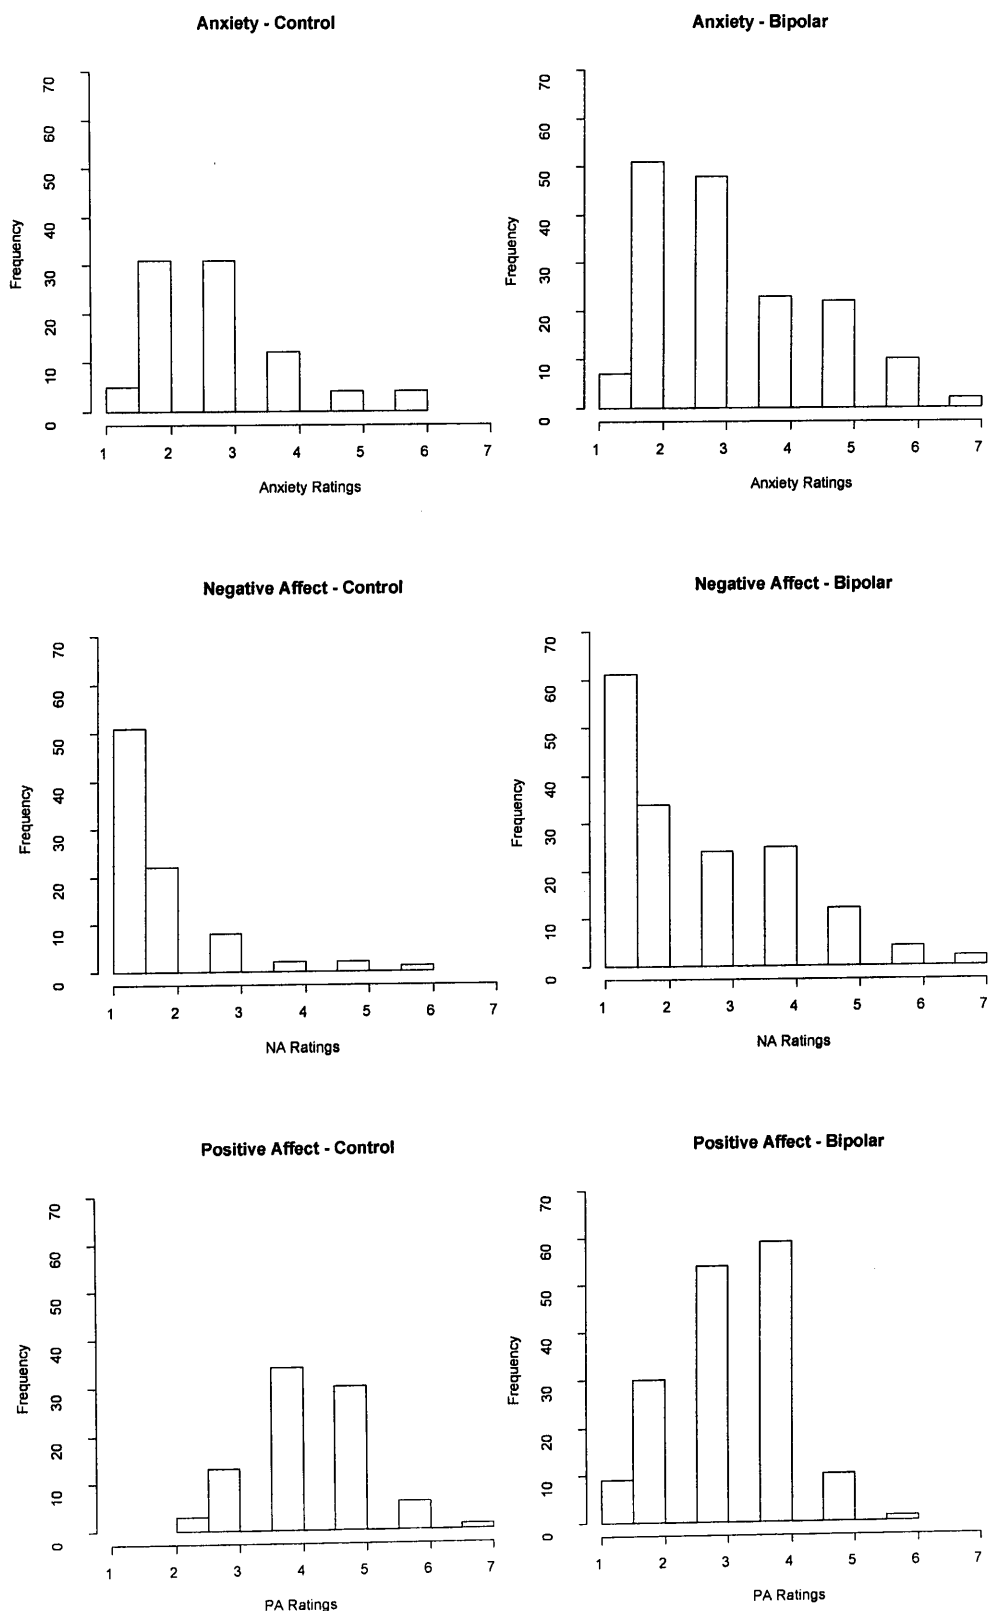 Anxiety - Control
Frequency
0 10 20 30 40 50 60 70
1 2 3 4 5 6 7
Anxiety Ratings
Anxiety - Bipolar
Frequency
0 10 20 30 40 50 60 70
1 2 3 4 5 6 7
Anxiety Ratings
Negative Affect - Control
Frequency
0 10 20 30 40 50 60 70
1 2 3 4 5 6 7
NA Ratings
Negative Affect - Bipolar
Frequency
0 10 20 30 40 50 60 70
1 2 3 4 5 6 7
NA Ratings
Positive Affect - Control
Frequency
0 10 20 30 40 50 60 70
1 2 3 4 5 6 7
PA Ratings
Positive Affect - Bipolar
Frequency
0 10 20 30 40 50 60 70
1 2 3 4 5 6 7
PA Ratings